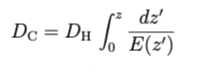 D_C = D_H ∫_0^z dz′ / E(z′)